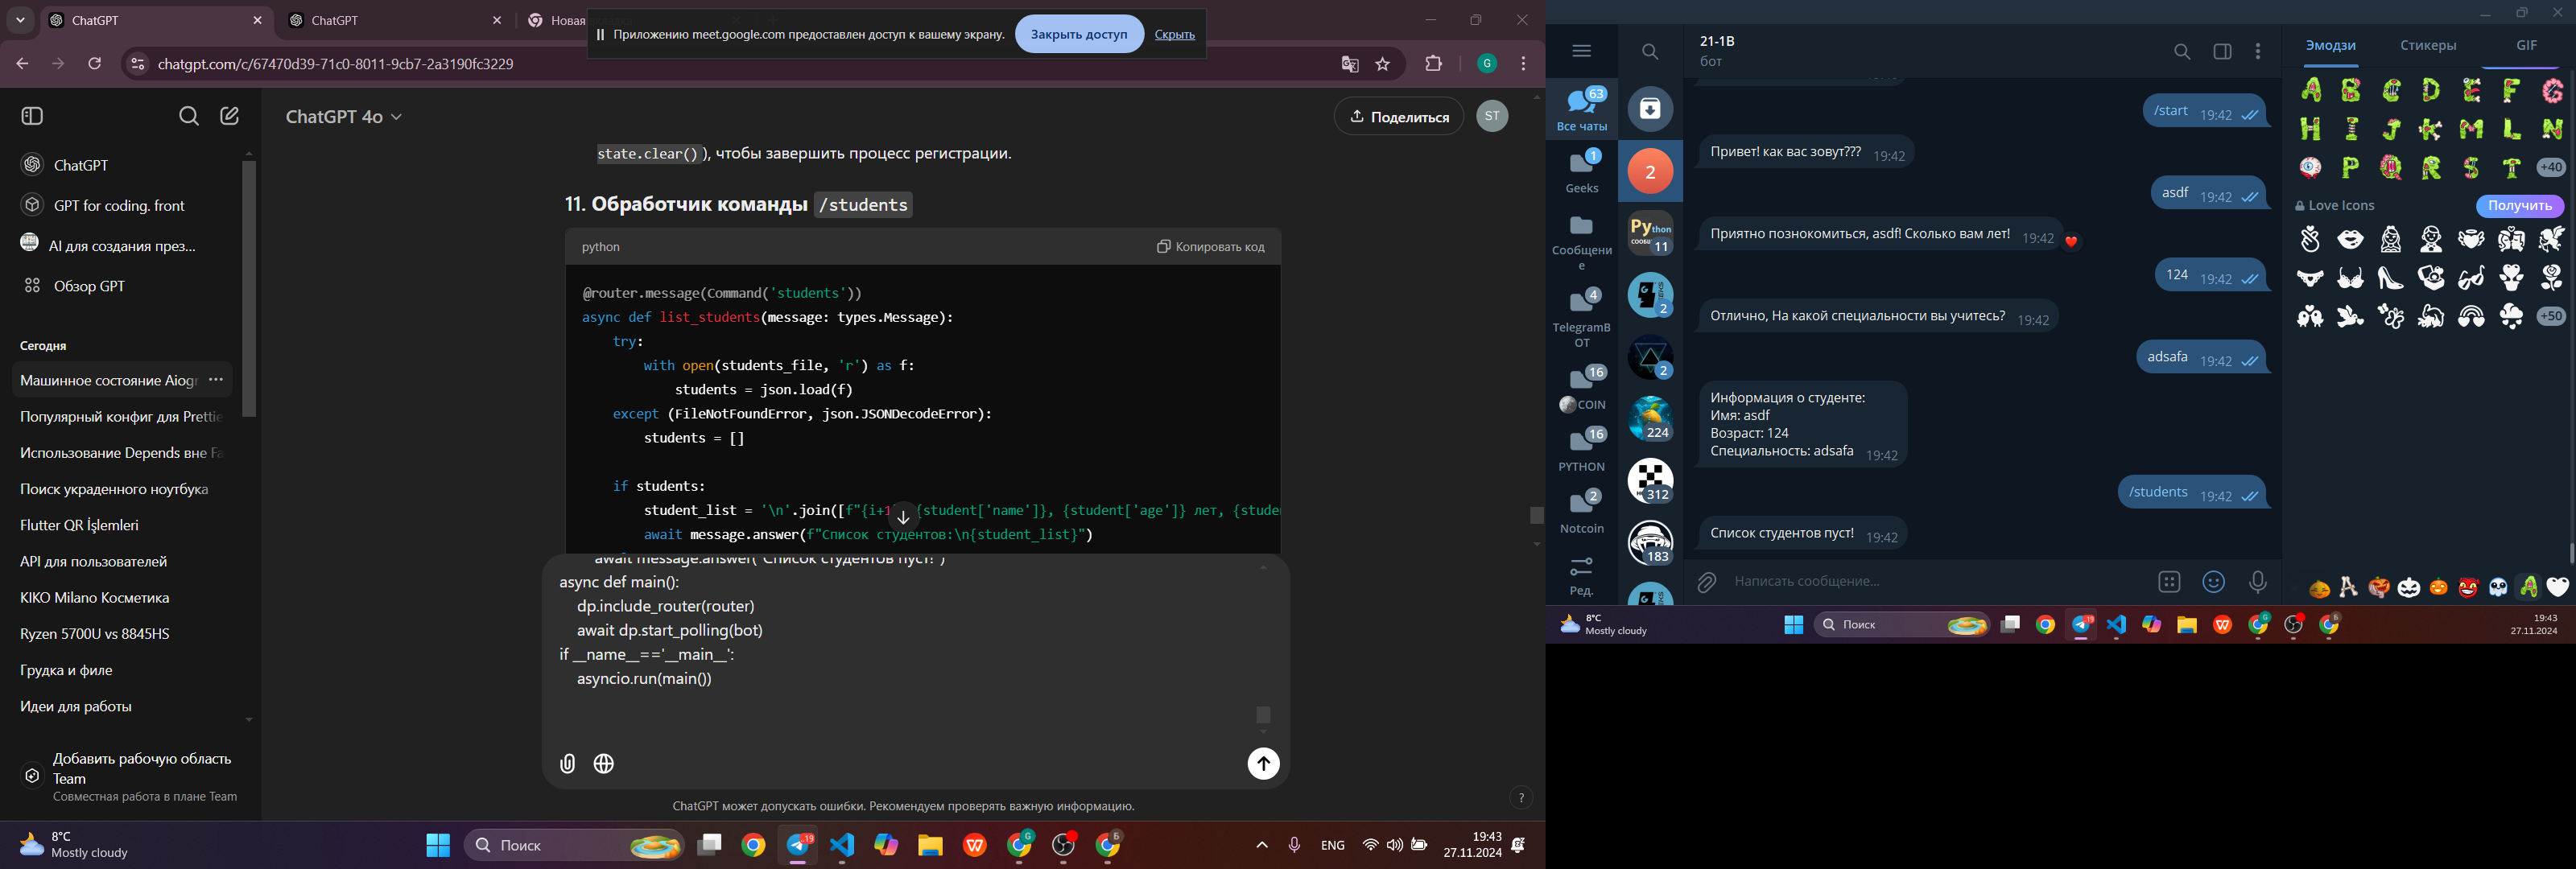 ChatGPT
ChatGPT
Новая
Приложению meet.google.com предоставлен доступ к вашему экрану.
Закрыть доступ
Скрыть
chatgpt.com/c/67470d39-71c0-8011-9cb7-2a3190fc3229
G
ChatGPT
GPT for coding. front
AI для создания през...
Обзор GPT
Сегодня
Машинное состояние Aiogr
Популярный конфиг для Prettie
Использование Depends вне Fa
Поиск украденного ноутбука
Flutter QR İşlemleri
API для пользователей
KIKO Milano Косметика
Ryzen 5700U vs 8845HS
Грудка и филе
Идеи для работы
Добавить рабочую область
Team
Совместная работа в плане Team
ChatGPT 4o
Поделиться
ST
state.clear()), чтобы завершить процесс регистрации.
11. Обработчик команды /students
python
Копировать код
@router.message(Command('students'))
async def list_students(message: types.Message):
try:
with open(students_file, 'r') as f:
students = json.load(f)
except (FileNotFoundError, json.JSONDecodeError):
students = []
if students:
student_list = '\n'.join([f"{i+1 {student['name']}, {student['age']} лет, {stude
await message.answer(f"Список студентов:\n{student_list}")
await message.answer("Список студентов пуст!")
async def main():
dp.include_router(router)
await dp.start_polling(bot)
if __name__=='__main__':
asyncio.run(main())
ChatGPT может допускать ошибки. Рекомендуем проверять важную информацию.
?
8°C
Mostly cloudy
Поиск
19
G
Б
ENG
19:43
27.11.2024
63
Все чаты
1
Geeks
Сообщени
е
4
TelegramB
OT
16
COIN
16
PYTHON
2
Notcoin
Ред.
2
Python
11
2
2
224
312
183
21-1B
бот
/start 19:42
Привет! как вас зовут??? 19:42
asdf 19:42
Приятно познокомиться, asdf! Сколько вам лет! 19:42
124 19:42
Отлично, На какой специальности вы учитесь? 19:42
adsafa 19:42
Информация о студенте:
Имя: asdf
Возраст: 124
Специальность: adsafa 19:42
/students 19:42
Список студентов пуст! 19:42
Написать сообщение...
Эмодзи
Стикеры
GIF
A B C D E F G
H I J K M L N
P Q R S T +40
Love Icons
Получить
+50
8°C
Mostly cloudy
Поиск
19
G
Б
19:43
27.11.2024